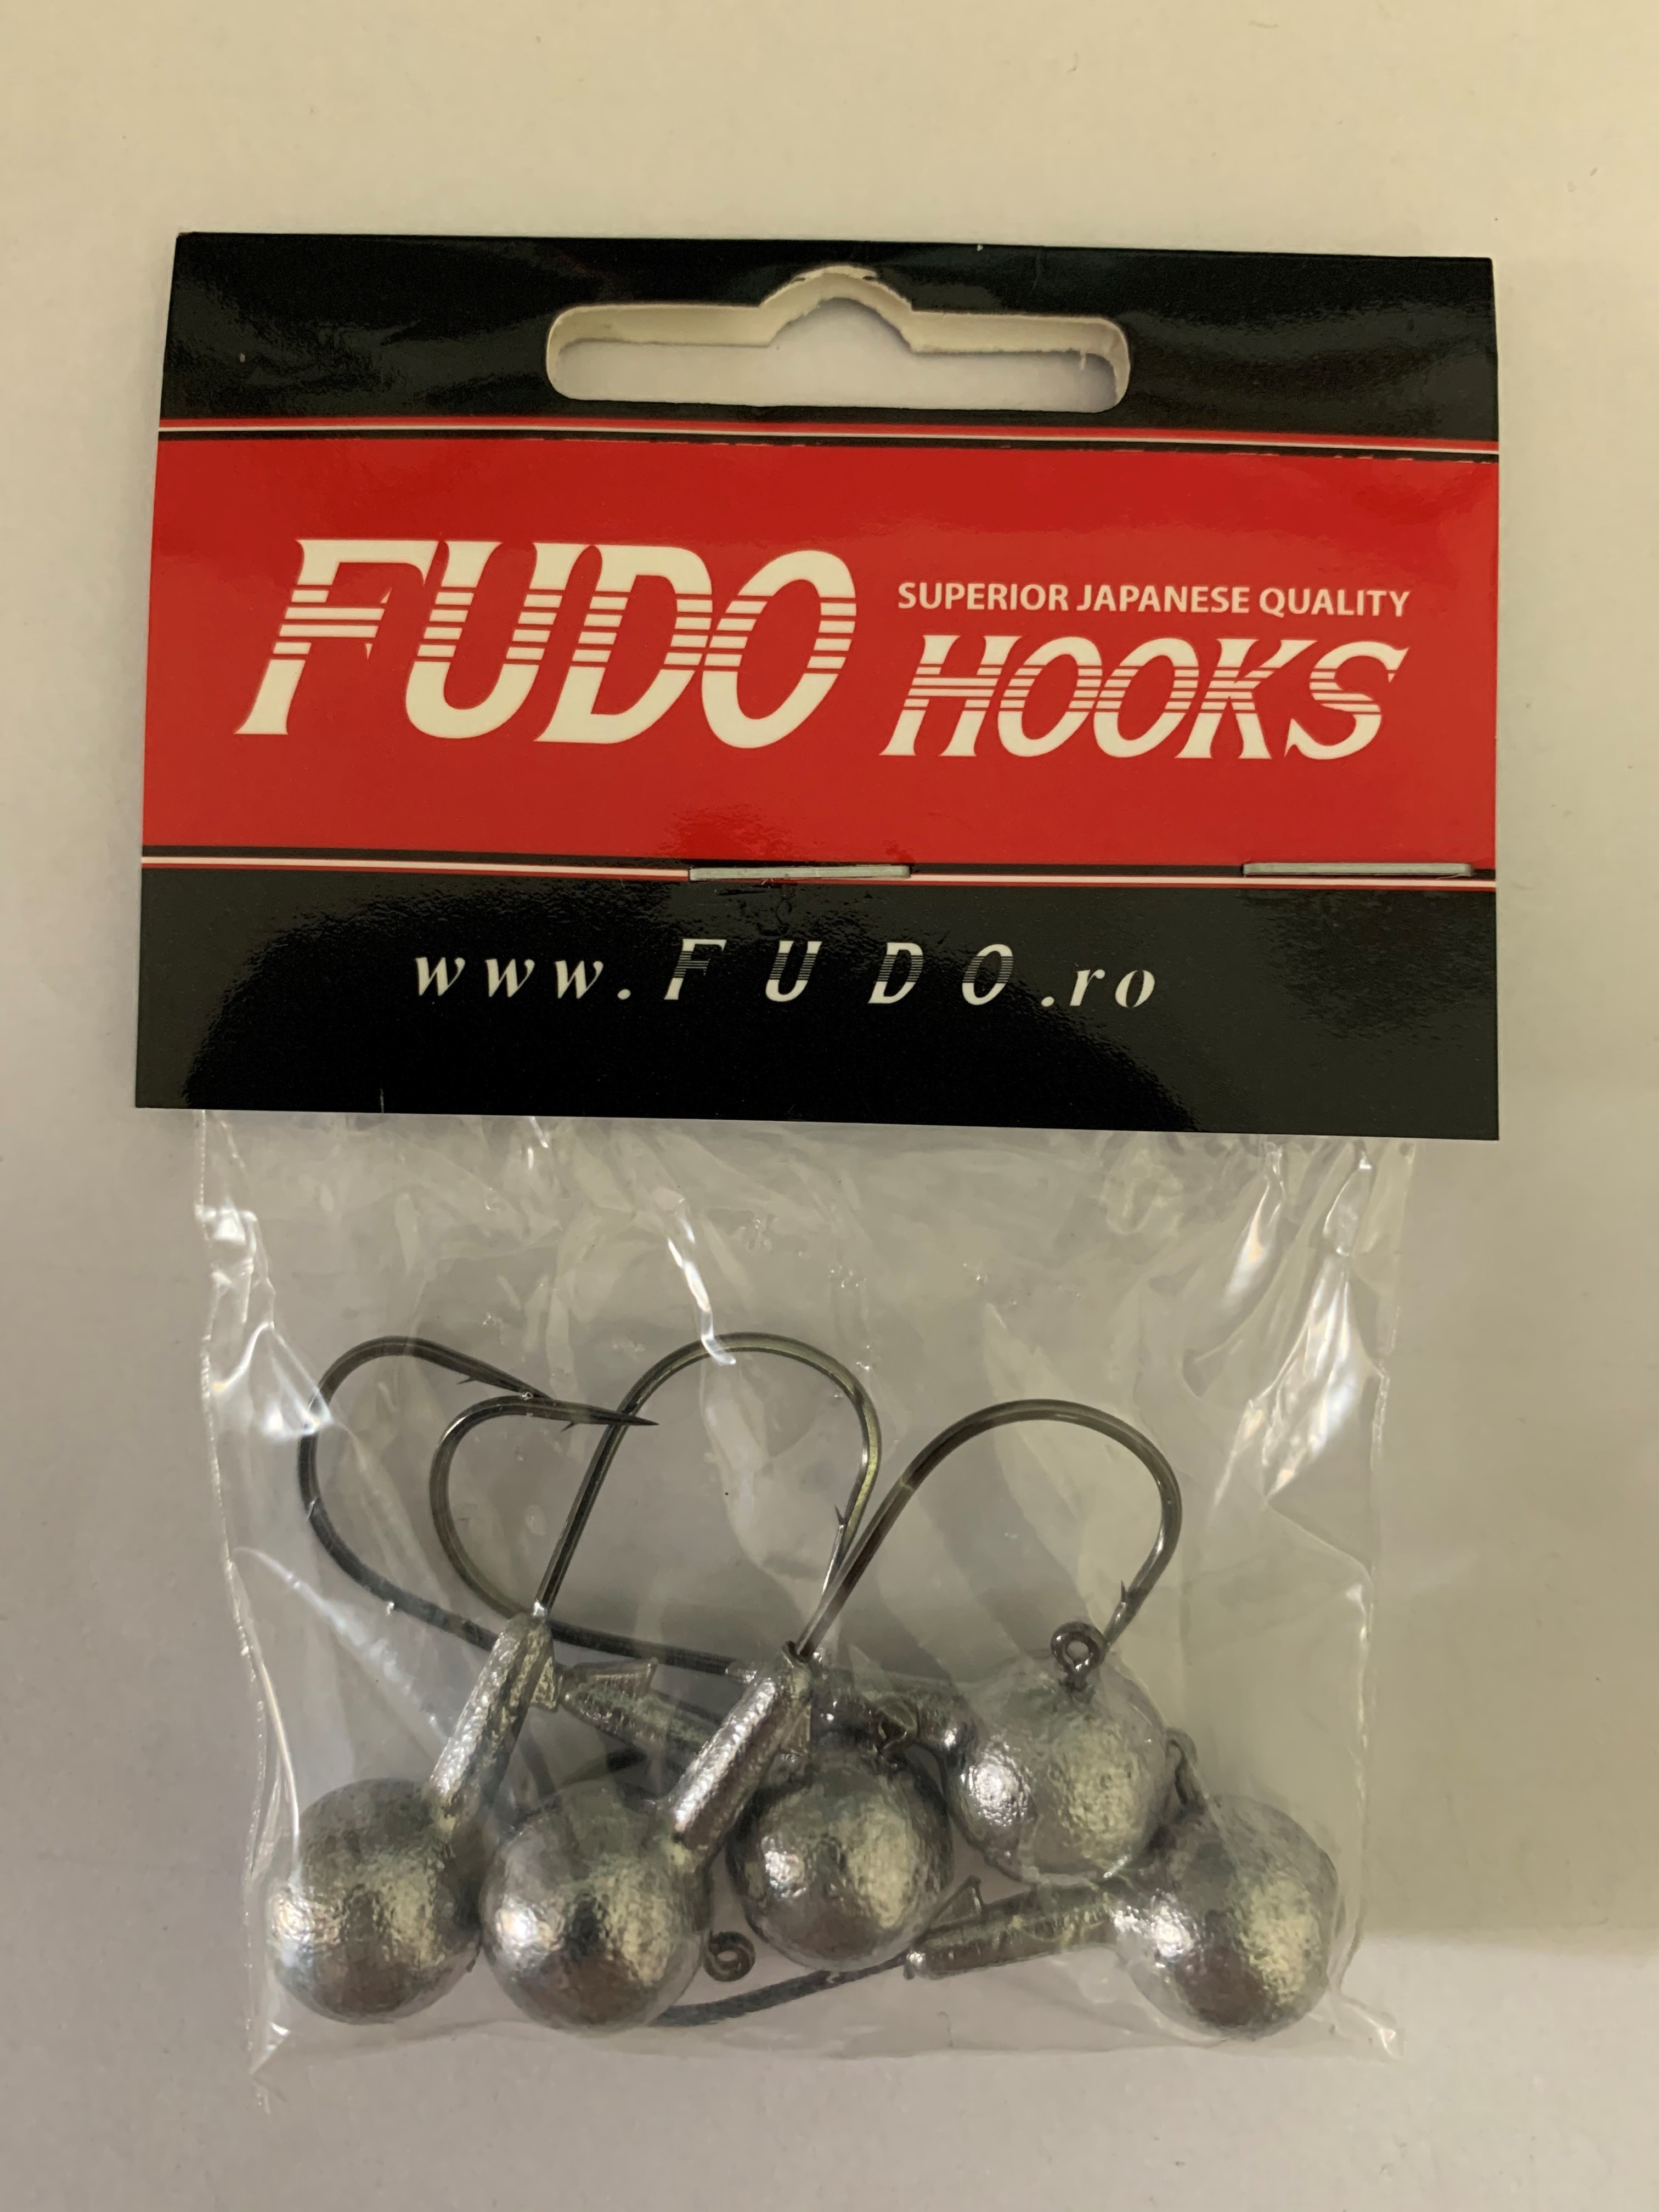 FUDO
SUPERIOR JAPANESE QUALITY
HOOKS
www.FUDO.ro